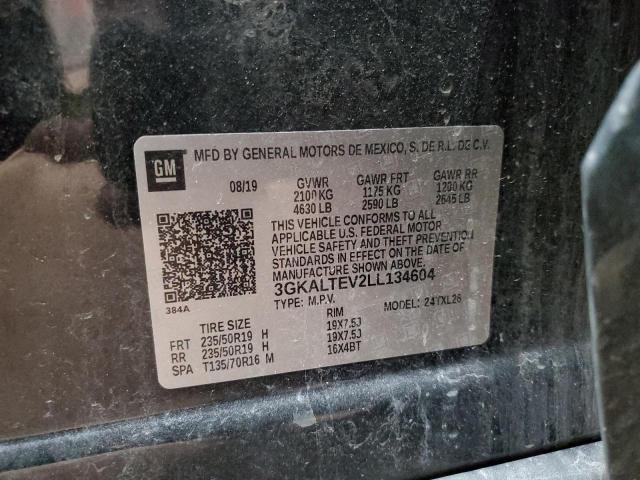 GM MFD BY GENERAL MOTORS DE MEXICO, S. DE R.L. DE C.V.
08/19 GVWR GAWR FRT GAWR RR
2100 KG 1175 KG 1200 KG
4630 LB 2590 LB 2645 LB
THIS VEHICLE CONFORMS TO ALL
APPLICABLE U.S. FEDERAL MOTOR
VEHICLE SAFETY AND THEFT PREVENTION
STANDARDS IN EFFECT ON THE DATE OF
MANUFACTURE SHOWN ABOVE.
3GKALTEV2LL134604
384A TYPE: M.P.V. MODEL: 24TXL26
TIRE SIZE RIM
FRT 235/50R19 H 19X7.5J
RR 235/50R19 H 19X7.5J
SPA T135/70R16 M 16X4BT